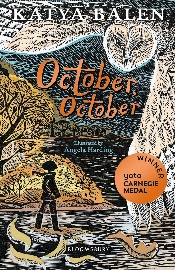 KATYA BALEN
October,
October
Illustrated by
Angela Harding
WINNER
yoto
CARNEGIE
MEDAL
BLOOMSBURY